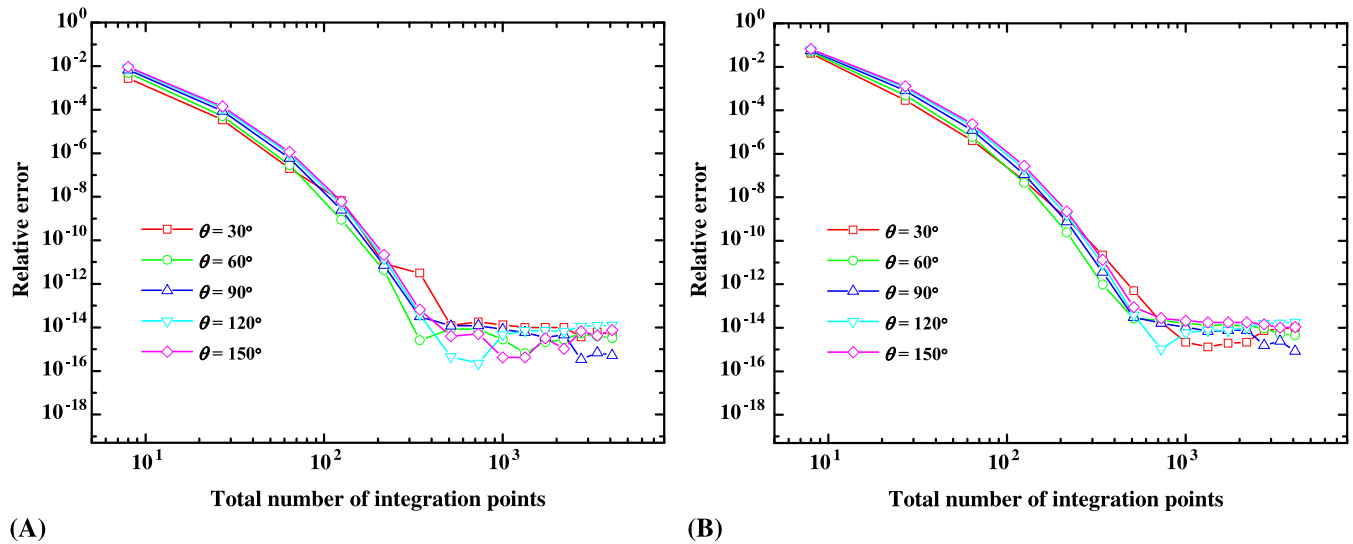 10^0
10^-2
10^-4
10^-6
10^-8
10^-10
10^-12
10^-14
10^-16
10^-18
Relative error
θ = 30°
θ = 60°
θ = 90°
θ = 120°
θ = 150°
10^1
10^2
10^3
Total number of integration points
(A)
10^0
10^-2
10^-4
10^-6
10^-8
10^-10
10^-12
10^-14
10^-16
10^-18
Relative error
θ = 30°
θ = 60°
θ = 90°
θ = 120°
θ = 150°
10^1
10^2
10^3
Total number of integration points
(B)